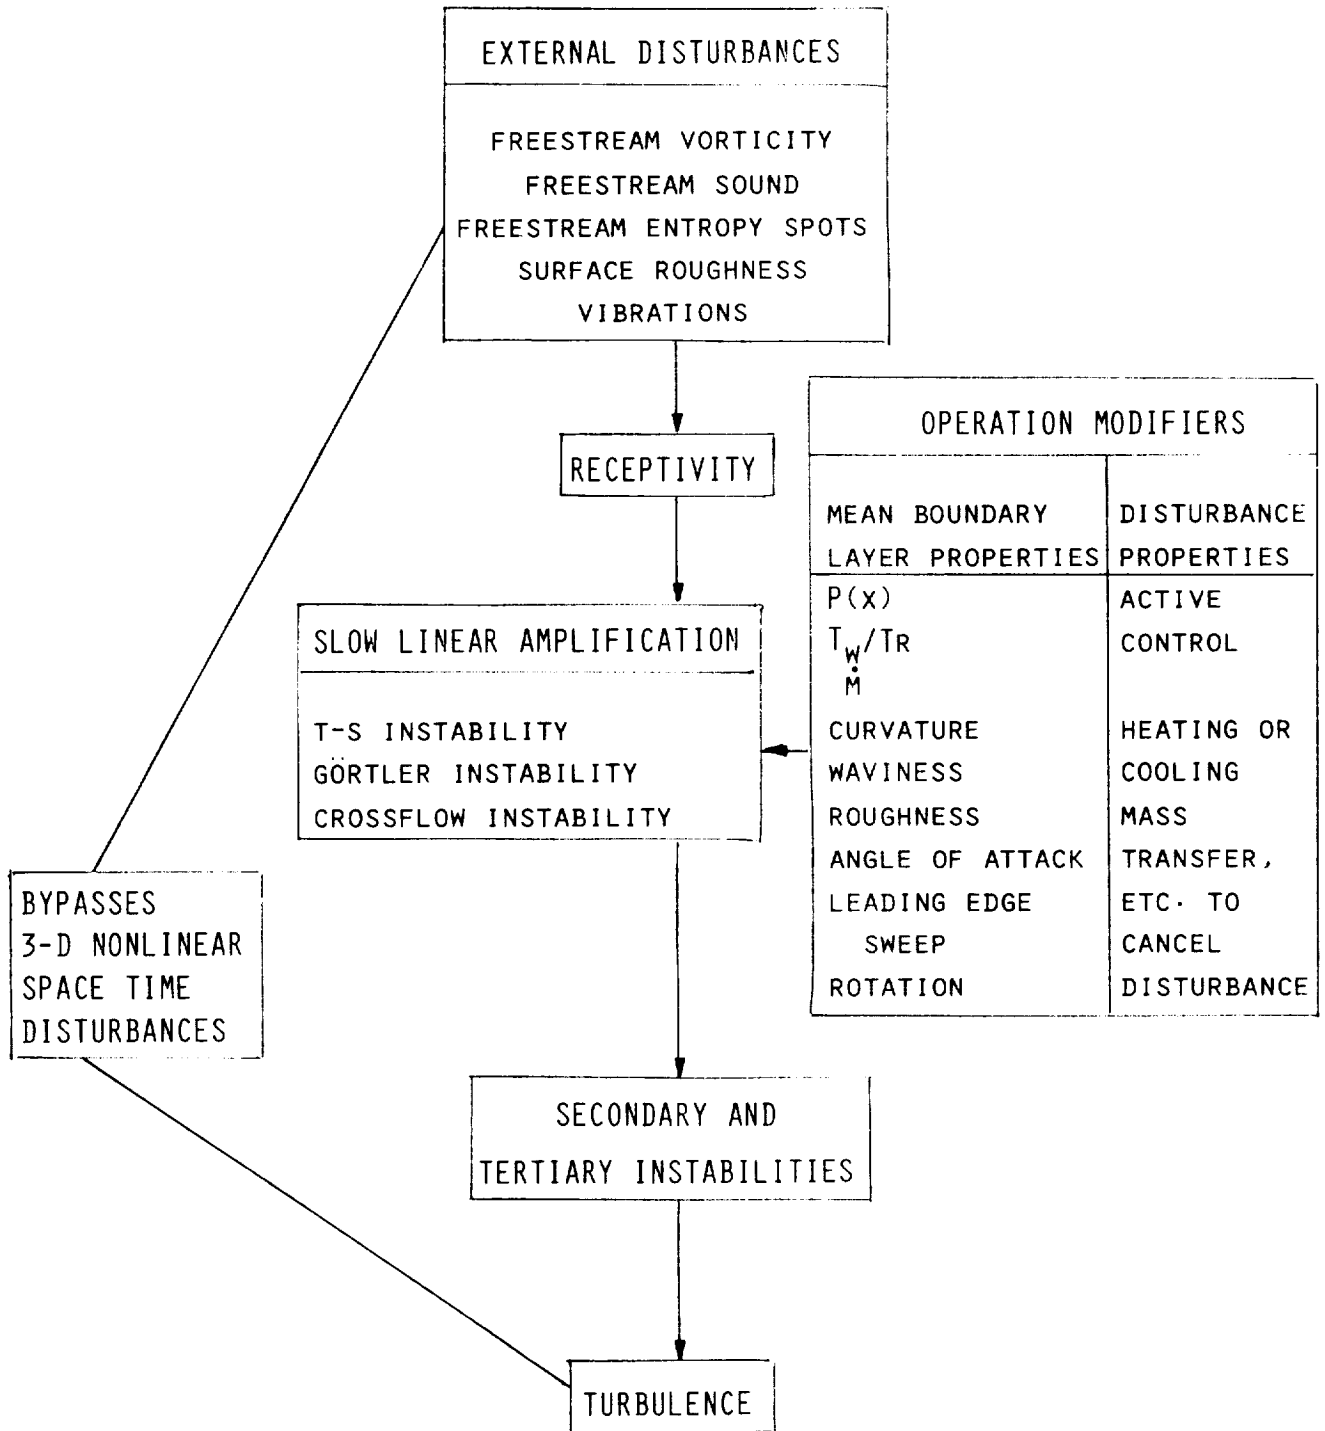 EXTERNAL DISTURBANCES
FREESTREAM VORTICITY
FREESTREAM SOUND
FREESTREAM ENTROPY SPOTS
SURFACE ROUGHNESS
VIBRATIONS
RECEPTIVITY
OPERATION MODIFIERS
MEAN BOUNDARY
LAYER PROPERTIES
DISTURBANCE
PROPERTIES
P(X)
T_W/TR
Ṁ
CURVATURE
WAVINESS
ROUGHNESS
ANGLE OF ATTACK
LEADING EDGE
SWEEP
ROTATION
ACTIVE
CONTROL
HEATING OR
COOLING
MASS
TRANSFER,
ETC. TO
CANCEL
DISTURBANCE
SLOW LINEAR AMPLIFICATION
T-S INSTABILITY
GÖRTLER INSTABILITY
CROSSFLOW INSTABILITY
BYPASSES
3-D NONLINEAR
SPACE TIME
DISTURBANCES
SECONDARY AND
TERTIARY INSTABILITIES
TURBULENCE